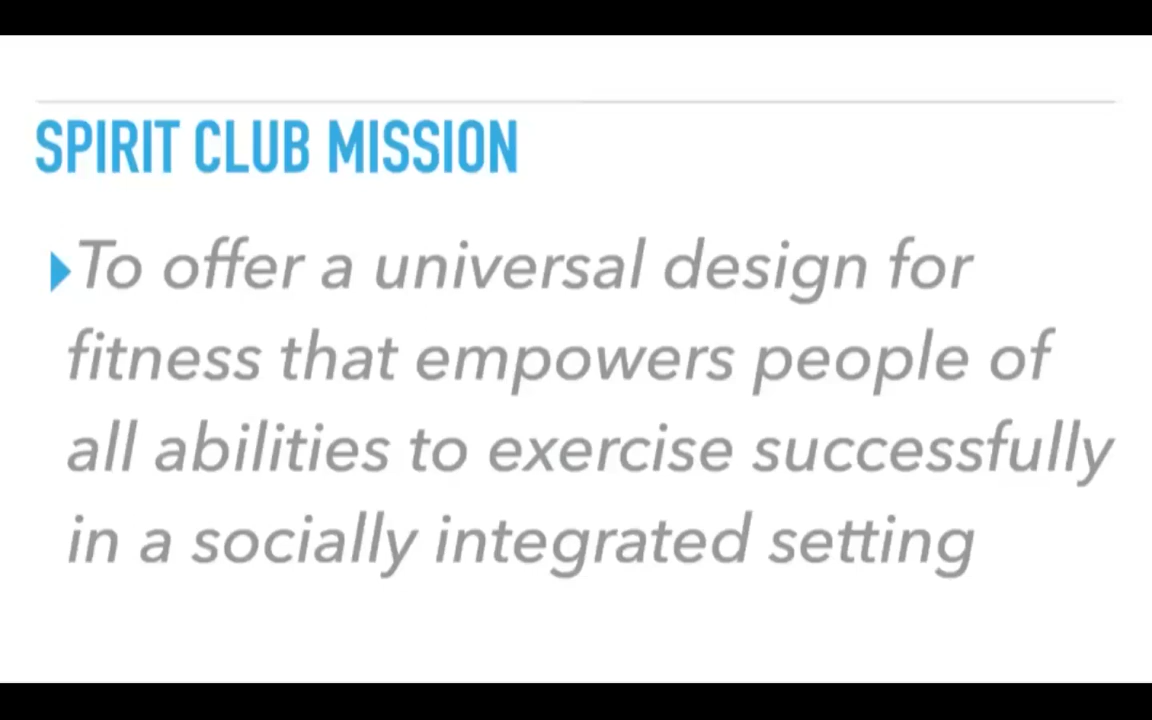 SPIRIT CLUB MISSION
To offer a universal design for
fitness that empowers people of
all abilities to exercise successfully
in a socially integrated setting